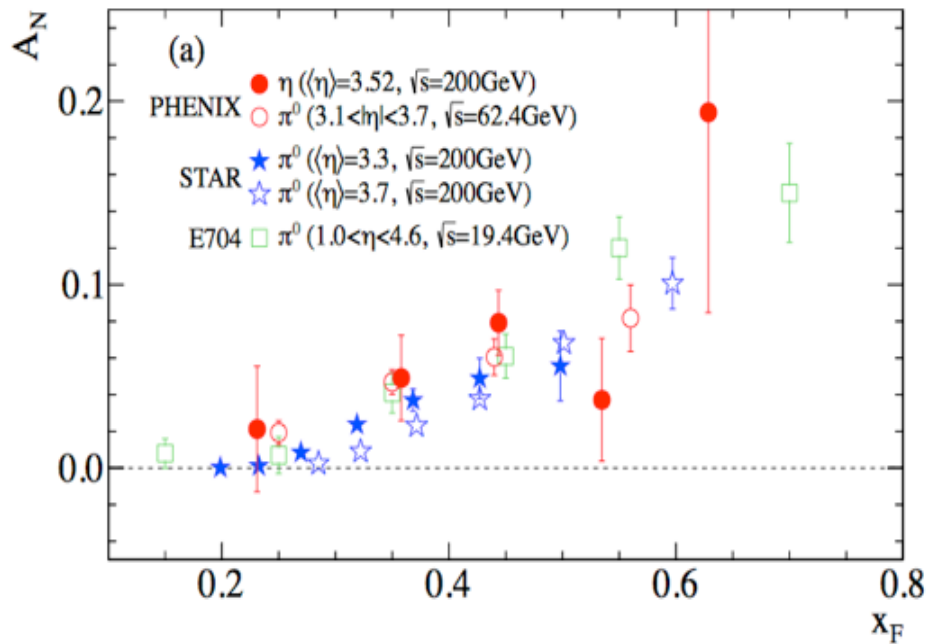 A_N
(a)
η (⟨η⟩=3.52, √s=200GeV)
PHENIX
π⁰ (3.1<|η|<3.7, √s=62.4GeV)
π⁰ (⟨η⟩=3.3, √s=200GeV)
STAR
π⁰ (⟨η⟩=3.7, √s=200GeV)
E704 π⁰ (1.0<η<4.6, √s=19.4GeV)
0.2
0.1
0.0
0.2 0.4 0.6 0.8
x_F